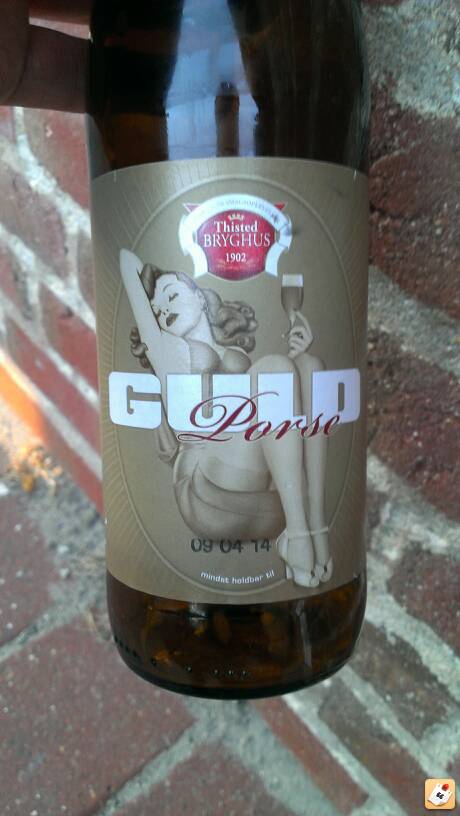 Thisted
BRYGHUS
1902
GULD
Porse
09 04 14
mindst holdbar til